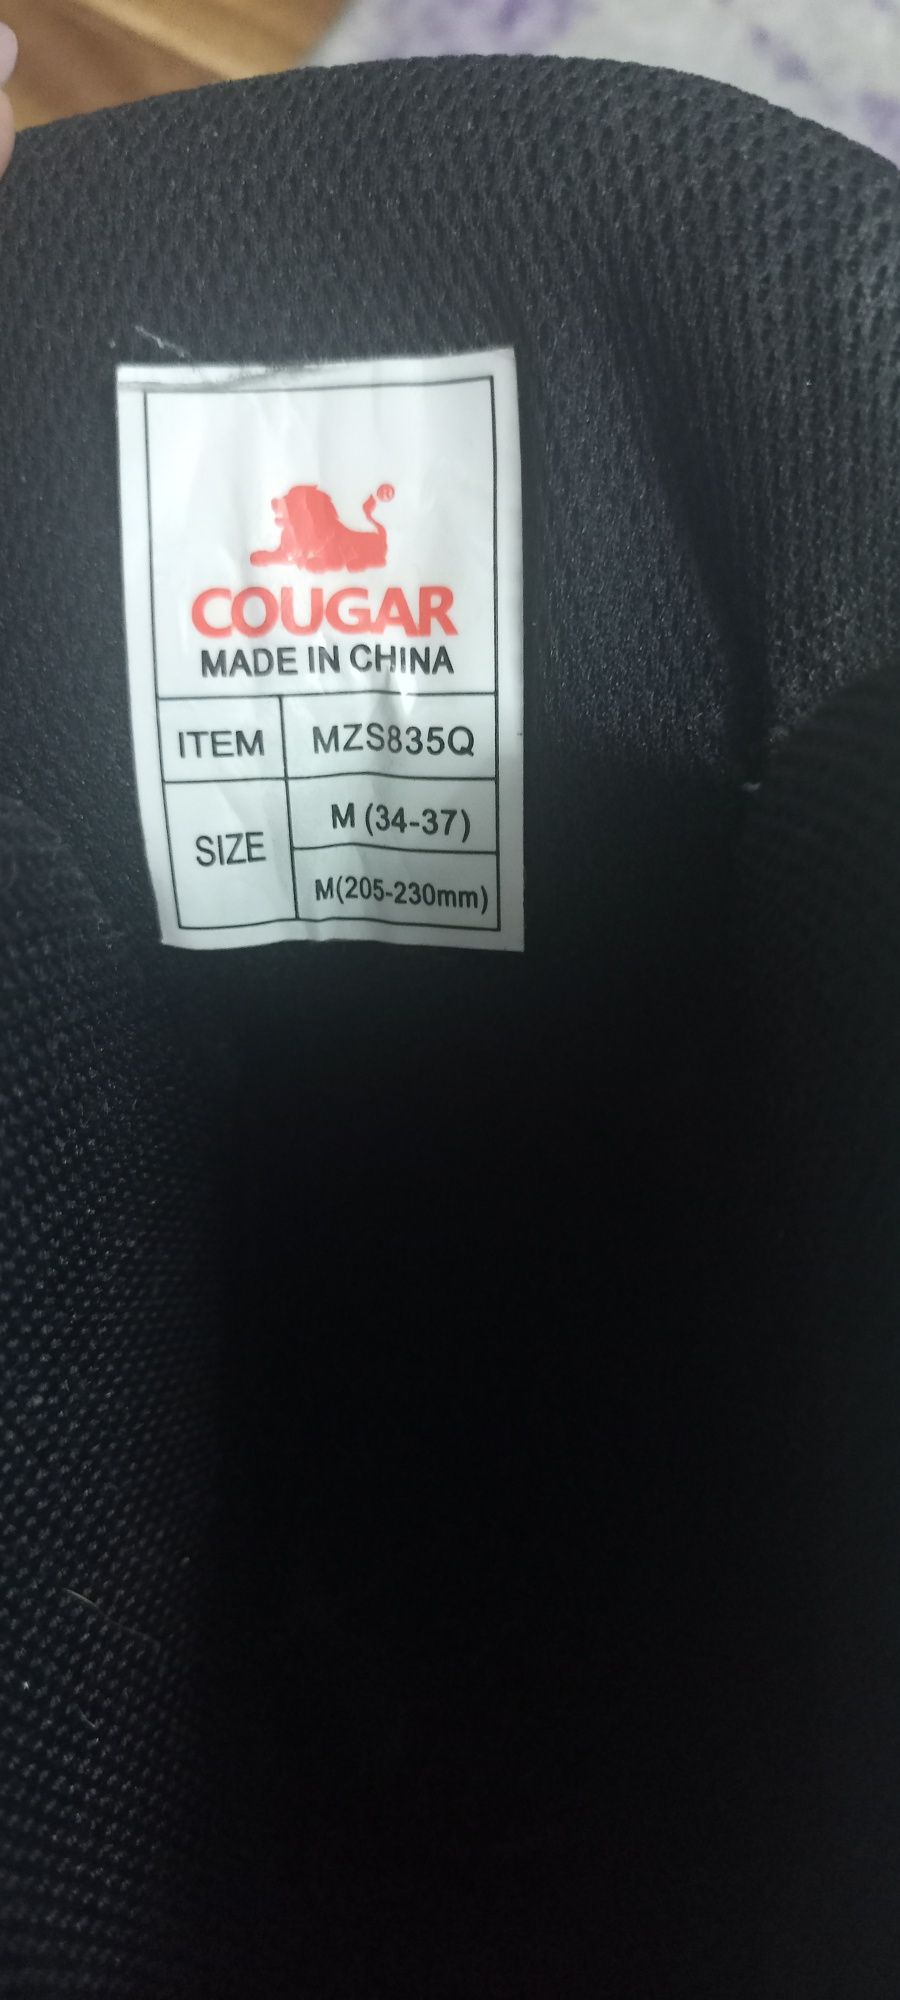 ®
COUGAR
MADE IN CHINA
ITEM MZS835Q
SIZE M (34-37)
M(205-230mm)